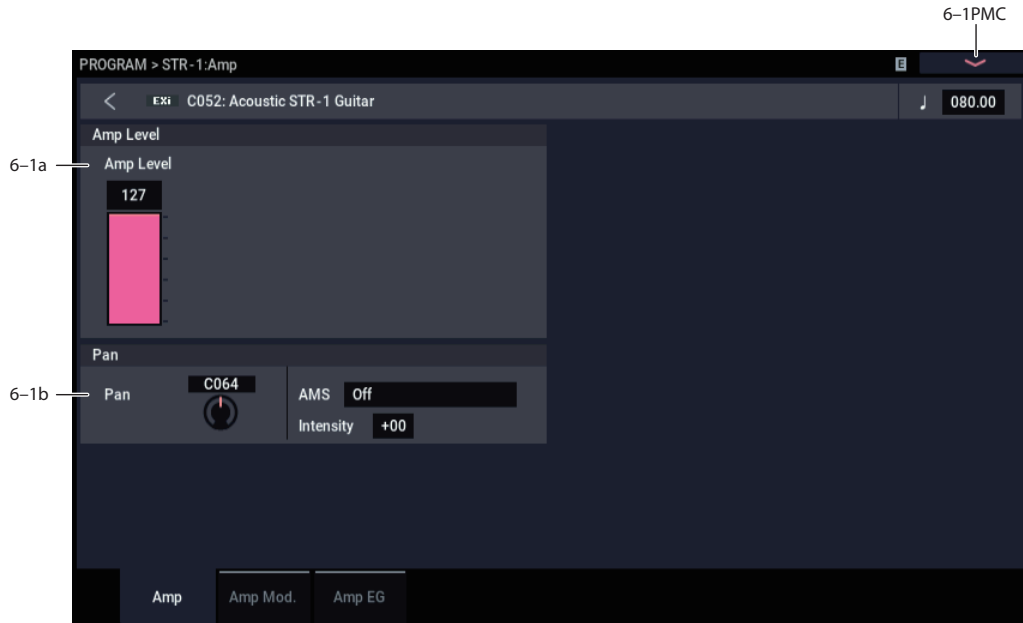 6–1PMC
PROGRAM > STR-1:Amp
E
EXi C052: Acoustic STR-1 Guitar
♩ 080.00
Amp Level
6–1a
Amp Level
127
Pan
6–1b
Pan
C064
AMS Off
Intensity +00
Amp
Amp Mod.
Amp EG